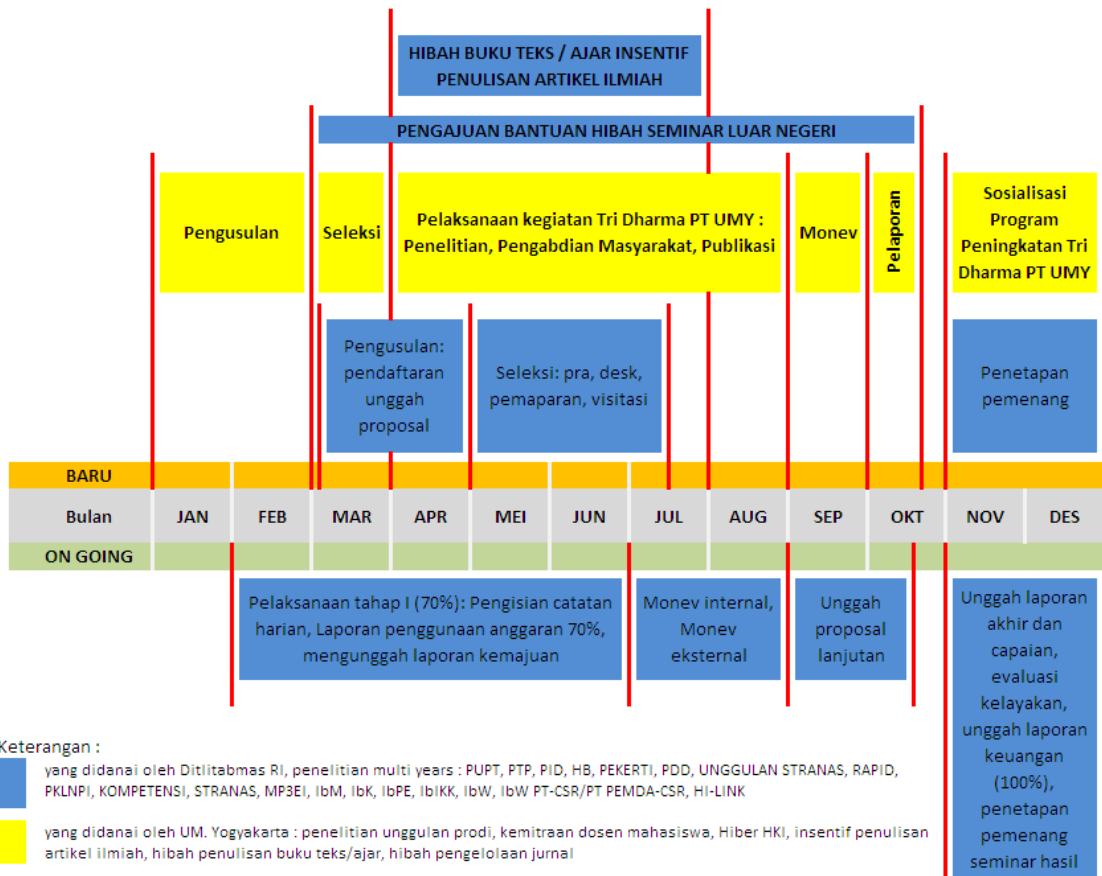 HIBAH BUKU TEKS / AJAR INSENTIF
PENULISAN ARTIKEL ILMIAH
PENGAJUAN BANTUAN HIBAH SEMINAR LUAR NEGERI
Pengusulan
Seleksi
Pelaksanaan kegiatan Tri Dharma PT UMY :
Penelitian, Pengabdian Masyarakat, Publikasi
Monev
Pelaporan
Sosialisasi
Program
Peningkatan Tri
Dharma PT UMY
Pengusulan:
pendaftaran
unggah
proposal
Seleksi: pra, desk,
pemaparan, visitasi
Penetapan
pemenang
BARU
Bulan JAN FEB MAR APR MEI JUN JUL AUG SEP OKT NOV DES
ON GOING
Pelaksanaan tahap I (70%): Pengisian catatan
harian, Laporan penggunaan anggaran 70%,
mengunggah laporan kemajuan
Monev internal,
Monev
eksternal
Unggah
proposal
lanjutan
Unggah laporan
akhir dan
capaian,
evaluasi
kelayakan,
unggah laporan
keuangan
(100%),
penetapan
pemenang
seminar hasil
Keterangan :
yang didanai oleh Ditlitabmas RI, penelitian multi years : PUPT, PTP, PID, HB, PEKERTI, PDD, UNGGULAN STRANAS, RAPID,
PKLNPI, KOMPETENSI, STRANAS, MP3EI, IbM, IbK, IbPE, IbIKK, IbW, IbW PT-CSR/PT PEMDA-CSR, HI-LINK
yang didanai oleh UM. Yogyakarta : penelitian unggulan prodi, kemitraan dosen mahasiswa, Hiber HKI, insentif penulisan
artikel ilmiah, hibah penulisan buku teks/ajar, hibah pengelolaan jurnal